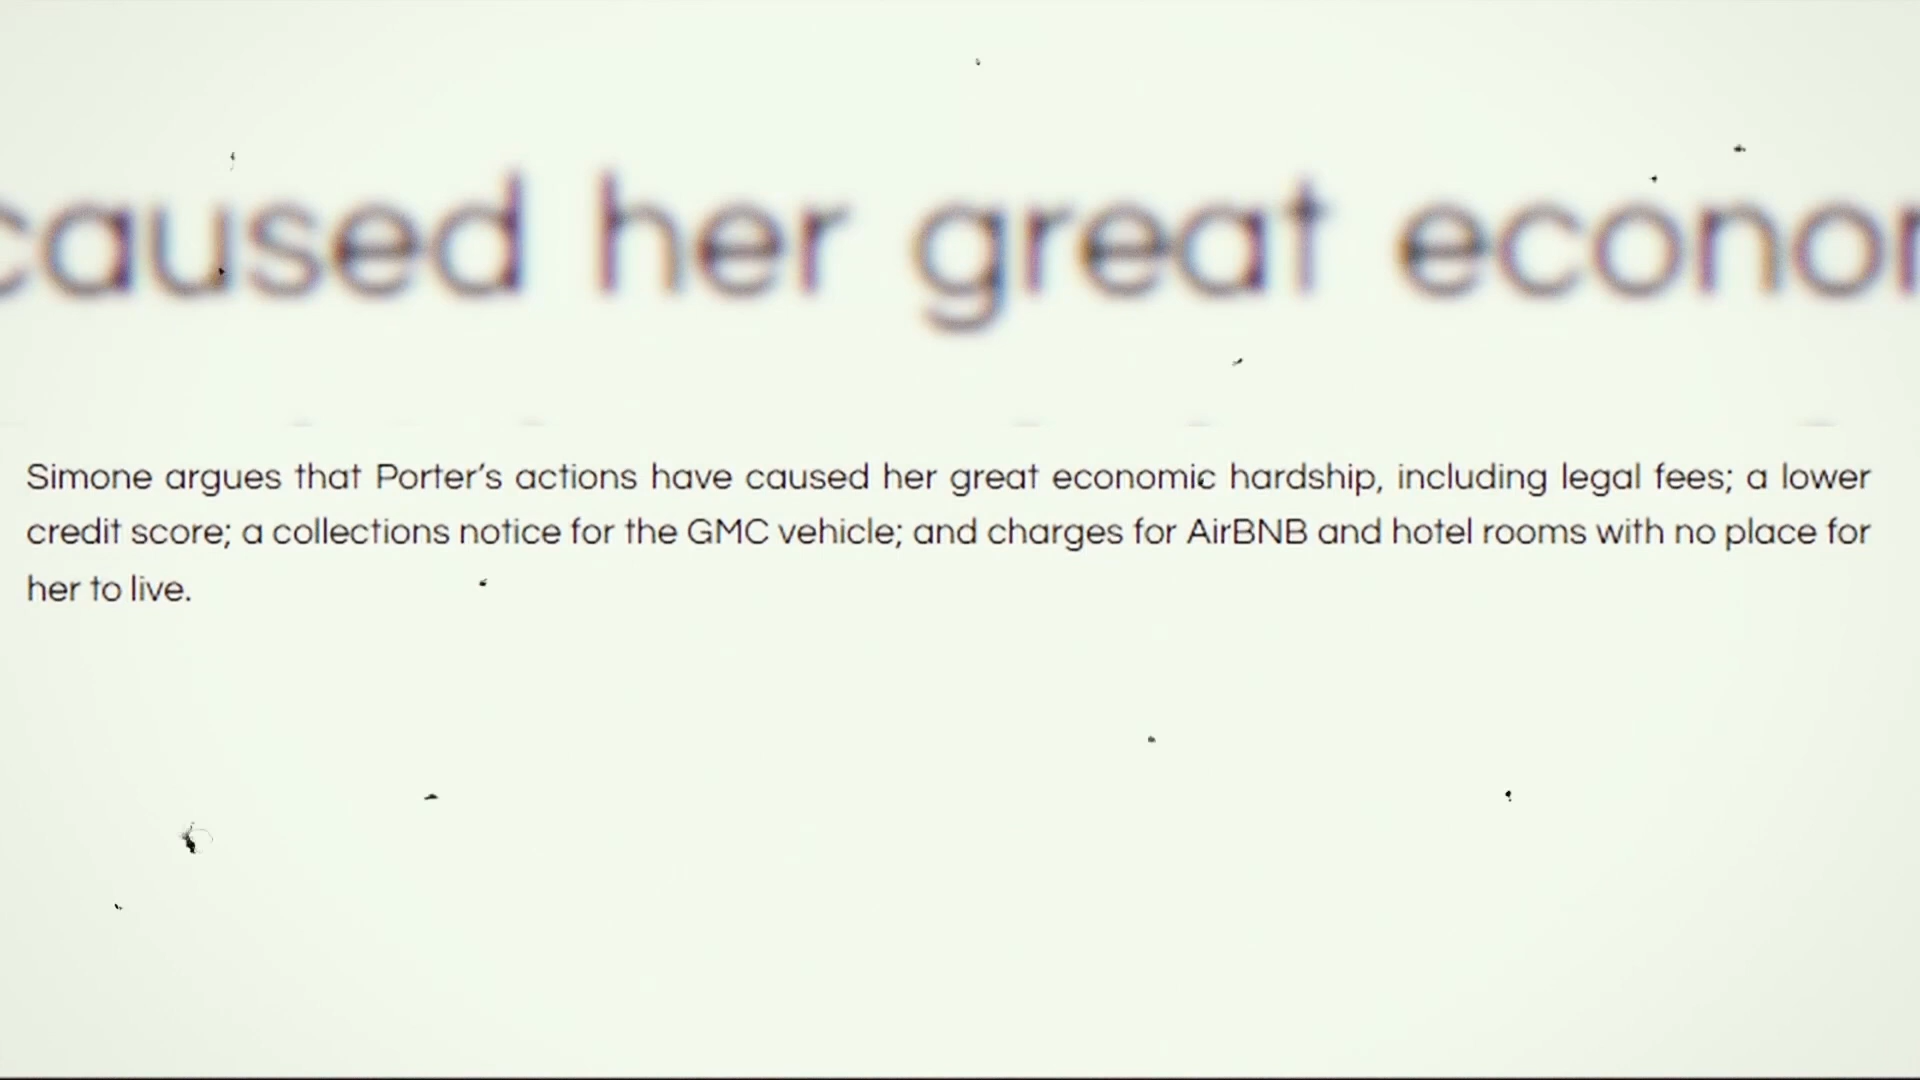 caused her great econo
Simone argues that Porter’s actions have caused her great economic hardship, including legal fees; a lower
credit score; a collections notice for the GMC vehicle; and charges for AirBNB and hotel rooms with no place for
her to live.